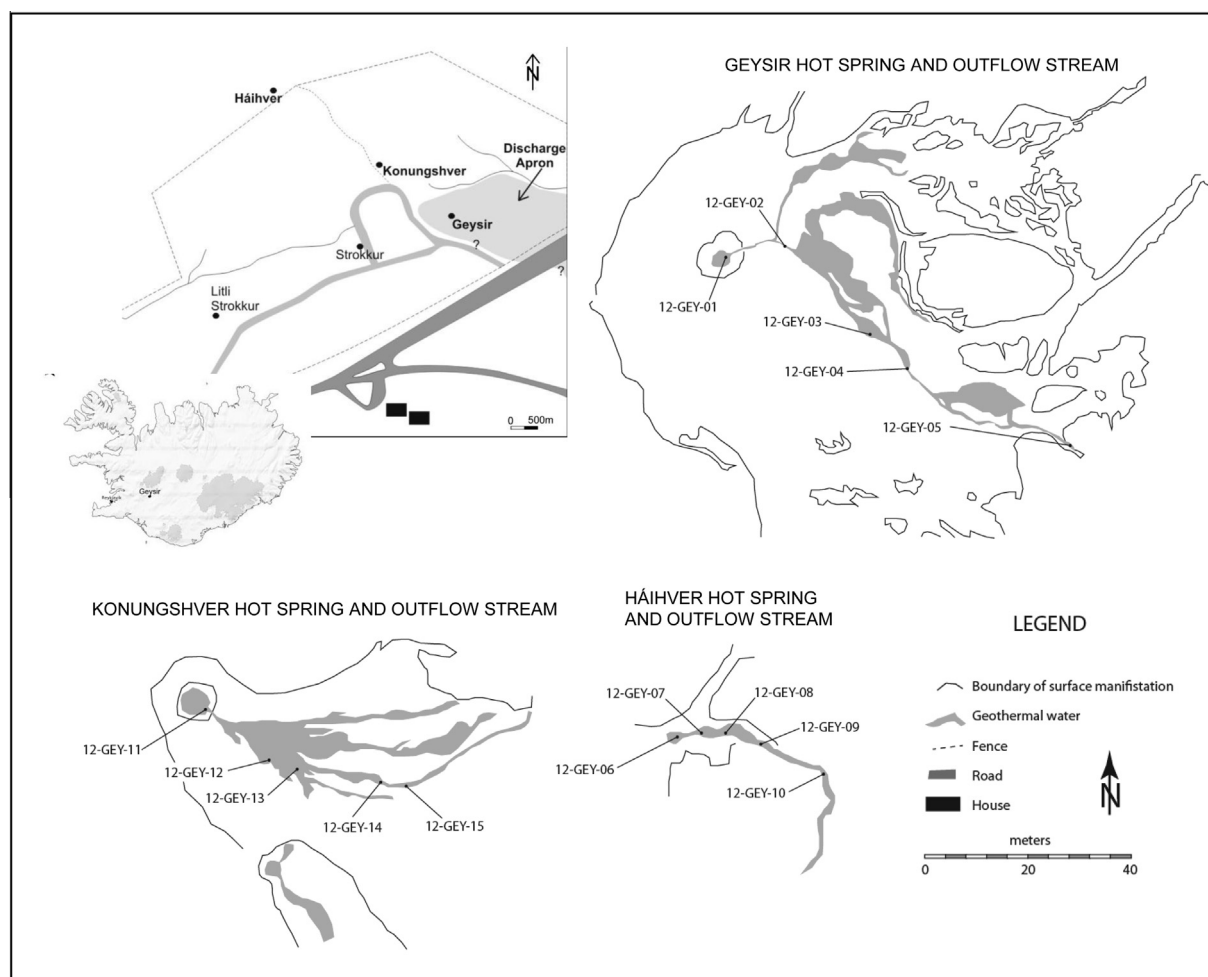 N
Háihver
Konungshver
Discharge
Apron
Geysir
?
Strokkur
?
Litli
Strokkur
0 500m
Reykjavik
Geysir
GEYSIR HOT SPRING AND OUTFLOW STREAM
12-GEY-02
12-GEY-01
12-GEY-03
12-GEY-04
12-GEY-05
KONUNGSHVER HOT SPRING AND OUTFLOW STREAM
12-GEY-11
12-GEY-12
12-GEY-13
12-GEY-14
12-GEY-15
HÁIHVER HOT SPRING
AND OUTFLOW STREAM
12-GEY-07
12-GEY-08
12-GEY-09
12-GEY-06
12-GEY-10
LEGEND
Boundary of surface manifistation
Geothermal water
Fence
Road
House
N
meters
0 20 40